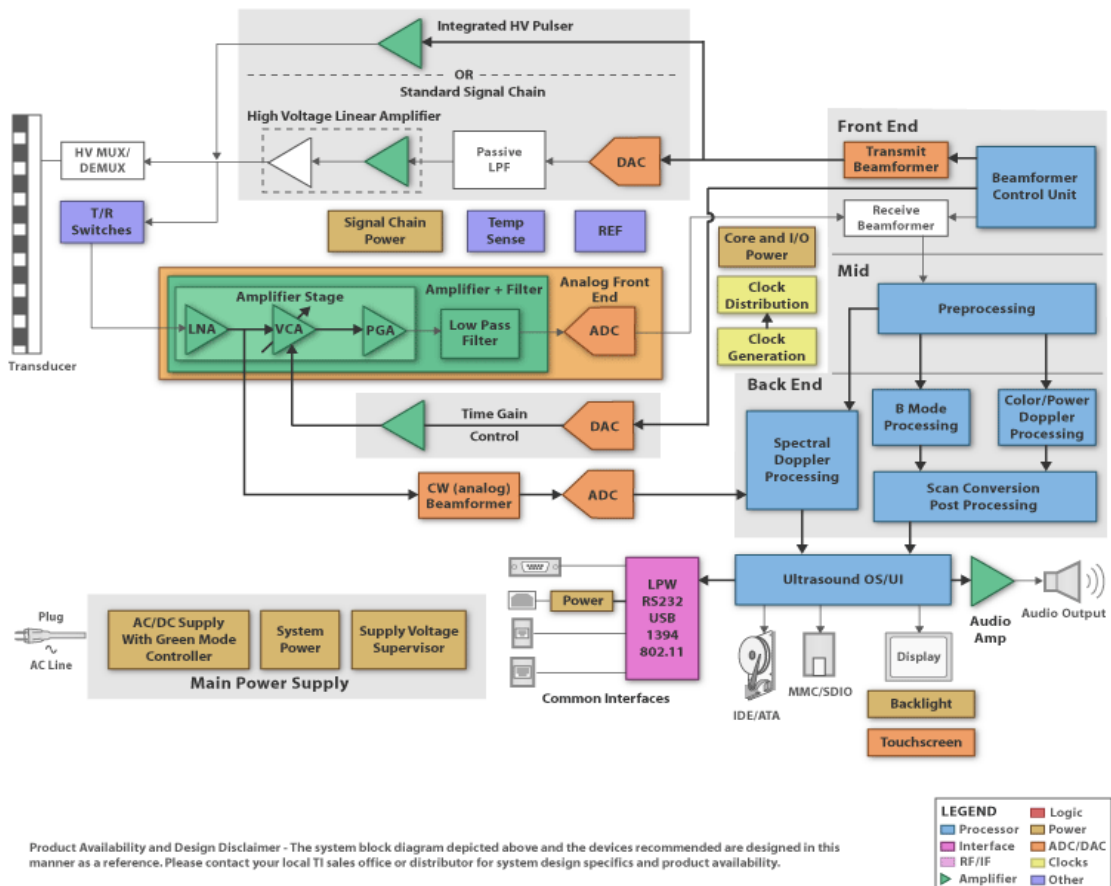 Integrated HV Pulser
OR
Standard Signal Chain
High Voltage Linear Amplifier
HV MUX/
DEMUX
Passive
LPF
DAC
Front End
Transmit
Beamformer
Beamformer
Control Unit
T/R
Switches
Signal Chain
Power
Temp
Sense
REF
Receive
Beamformer
Core and I/O
Power
Mid
Amplifier Stage
Amplifier + Filter
Analog Front
End
Clock
Distribution
Preprocessing
LNA
VCA
PGA
Low Pass
Filter
ADC
Clock
Generation
Transducer
Back End
Time Gain
Control
DAC
Spectral
Doppler
Processing
B Mode
Processing
Color/Power
Doppler
Processing
CW (analog)
Beamformer
ADC
Scan Conversion
Post Processing
LPW
RS232
USB
1394
802.11
Ultrasound OS/UI
Power
Audio
Amp
Audio Output
Plug
AC Line
AC/DC Supply
With Green Mode
Controller
System
Power
Supply Voltage
Supervisor
Main Power Supply
Common Interfaces
IDE/ATA
MMC/SDIO
Display
Backlight
Touchscreen
LEGEND
Processor
Interface
RF/IF
Amplifier
Logic
Power
ADC/DAC
Clocks
Other
Product Availability and Design Disclaimer - The system block diagram depicted above and the devices recommended are designed in this
manner as a reference. Please contact your local TI sales office or distributor for system design specifics and product availability.